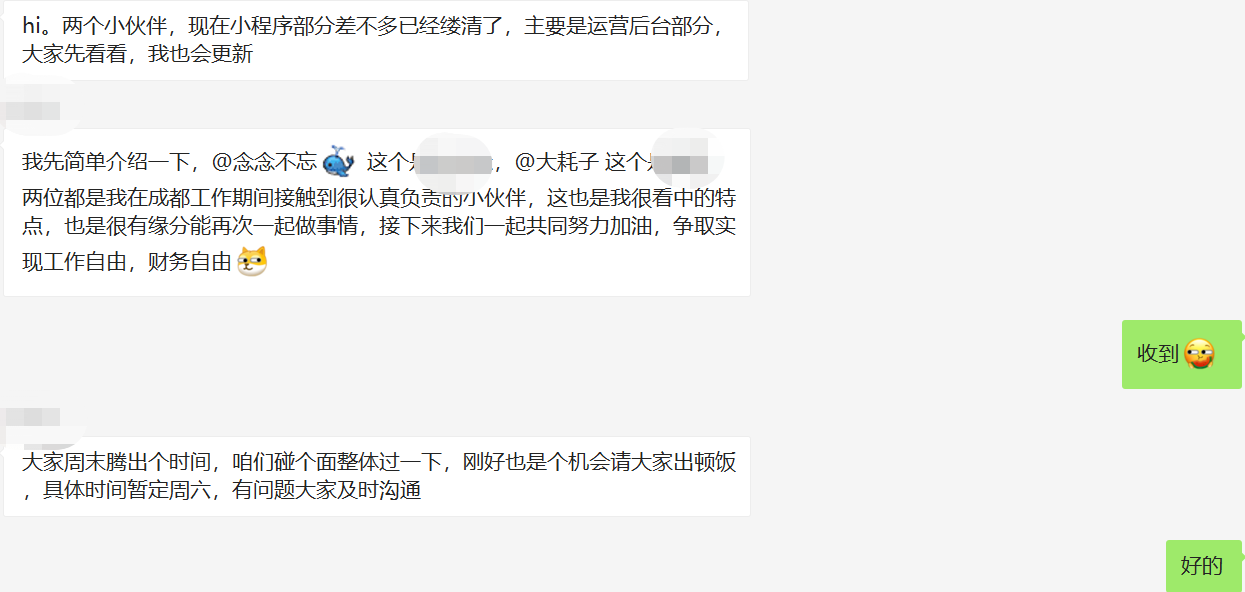 hi。两个小伙伴，现在小程序部分差不多已经缕清了，主要是运营后台部分，
大家先看看，我也会更新
我先简单介绍一下，@念念不忘 这个是 ，@大耗子 这个是
两位都是我在成都工作期间接触到很认真负责的小伙伴，这也是我很看中的特
点，也是很有缘分能再次一起做事情，接下来我们一起共同努力加油，争取实
现工作自由，财务自由
收到
大家周末腾出个时间，咱们碰个面整体过一下，刚好也是个机会请大家出顿饭
，具体时间暂定周六，有问题大家及时沟通
好的